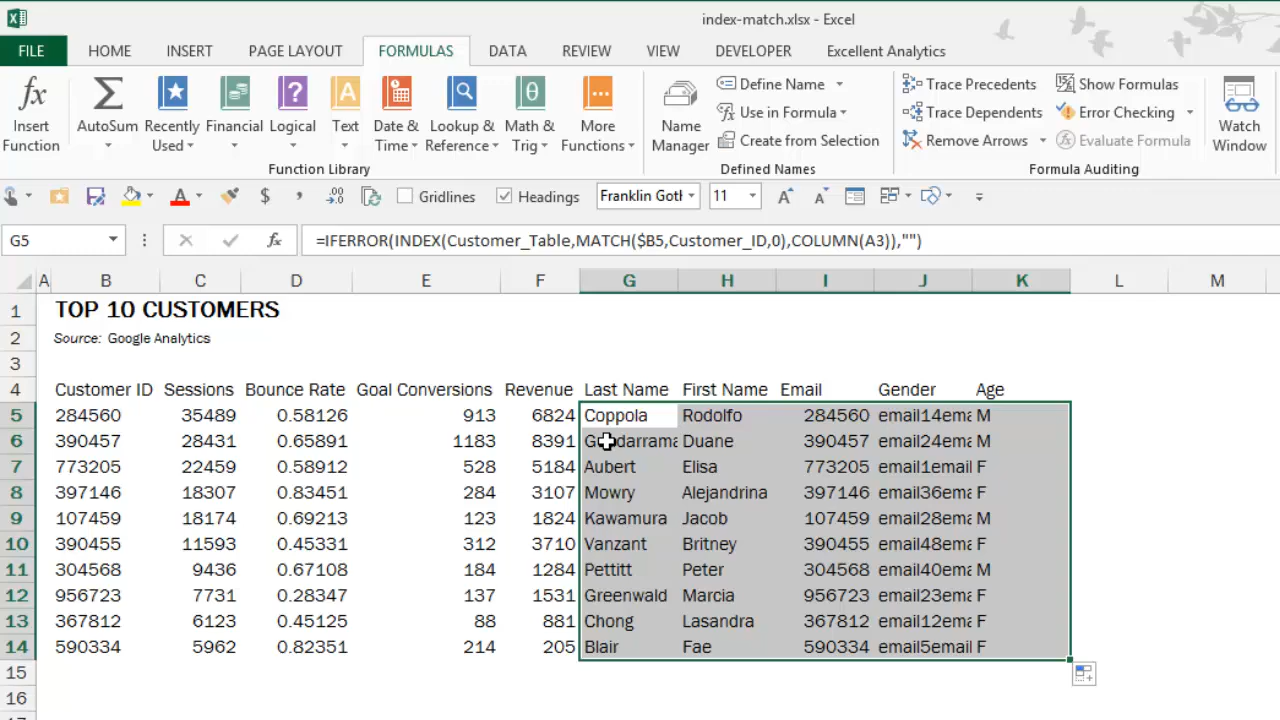 index-match.xlsx - Excel
FILE HOME INSERT PAGE LAYOUT FORMULAS DATA REVIEW VIEW DEVELOPER Excellent Analytics
fx Insert Function
Σ AutoSum
Recently Used
Financial
Logical
A Text
Date & Time
Lookup & Reference
θ Math & Trig
More Functions
Function Library
Name Manager
Define Name
Use in Formula
Create from Selection
Defined Names
Trace Precedents
Trace Dependents
Remove Arrows
Show Formulas
Error Checking
Evaluate Formula
Formula Auditing
Watch Window
Gridlines Headings Franklin Goth 11
G5 fx =IFERROR(INDEX(Customer_Table,MATCH($B5,Customer_ID,0),COLUMN(A3)),"")
A B C D E F G H I J K L M
1 TOP 10 CUSTOMERS
2 Source: Google Analytics
3
4 Customer ID Sessions Bounce Rate Goal Conversions Revenue Last Name First Name Email Gender Age
5 284560 35489 0.58126 913 6824 Coppola Rodolfo 284560 email14ema M
6 390457 28431 0.65891 1183 8391 Duane 390457 email24ema M
7 773205 22459 0.58912 528 5184 Aubert Elisa 773205 email1email F
8 397146 18307 0.83451 284 3107 Mowry Alejandrina 397146 email36ema F
9 107459 18174 0.69213 123 1824 Kawamura Jacob 107459 email28ema M
10 390455 11593 0.45331 312 3710 Vanzant Britney 390455 email48ema F
11 304568 9436 0.67108 184 1284 Pettitt Peter 304568 email40ema M
12 956723 7731 0.28347 137 1531 Greenwald Marcia 956723 email23ema F
13 367812 6123 0.45125 88 881 Chong Lasandra 367812 email12ema F
14 590334 5962 0.82351 214 205 Blair Fae 590334 email5email F
15
16